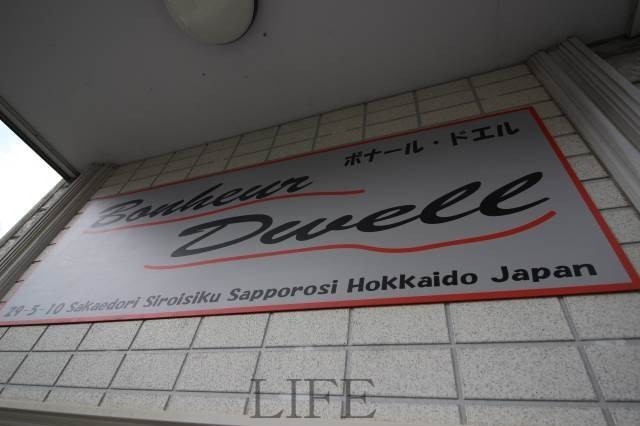 ボナール・ドエル
Bonheur
Dwell
29-5-10 Sakaedori Siroisiku Sapporosi Hokkaido Japan
LIFE